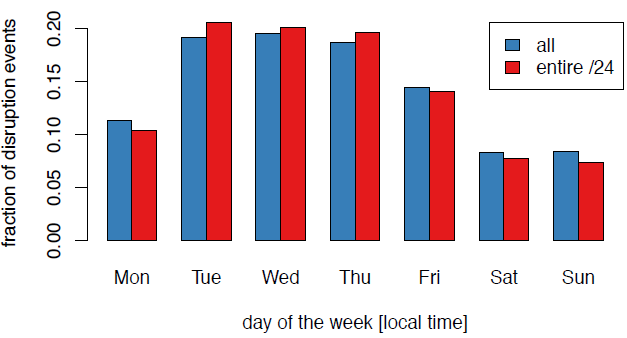 fraction of disruption events
0.20
0.15
0.10
0.05
0.00
all
entire /24
Mon Tue Wed Thu Fri Sat Sun
day of the week [local time]